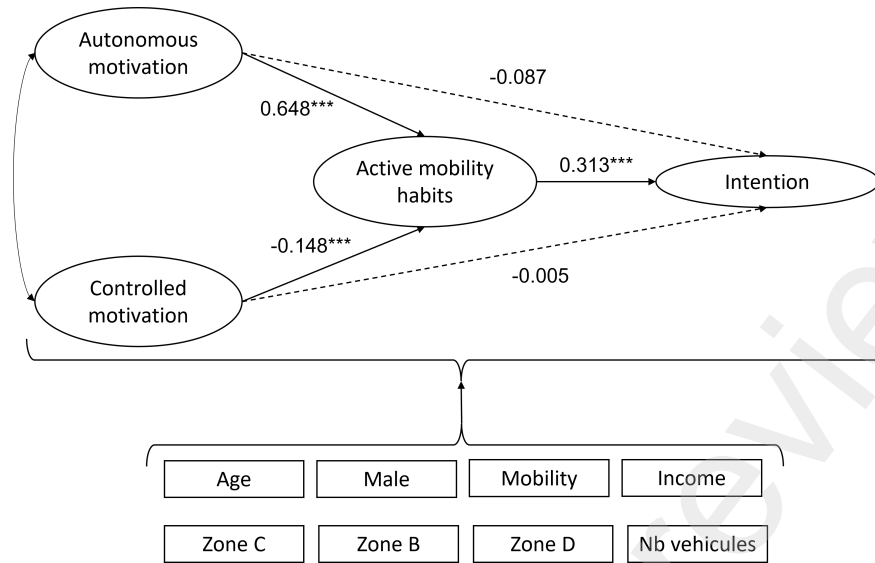 Autonomous
motivation
-0.087
0.648***
Active mobility
habits
0.313***
Intention
-0.148***
-0.005
Controlled
motivation
Age
Male
Mobility
Income
Zone C
Zone B
Zone D
Nb vehicules